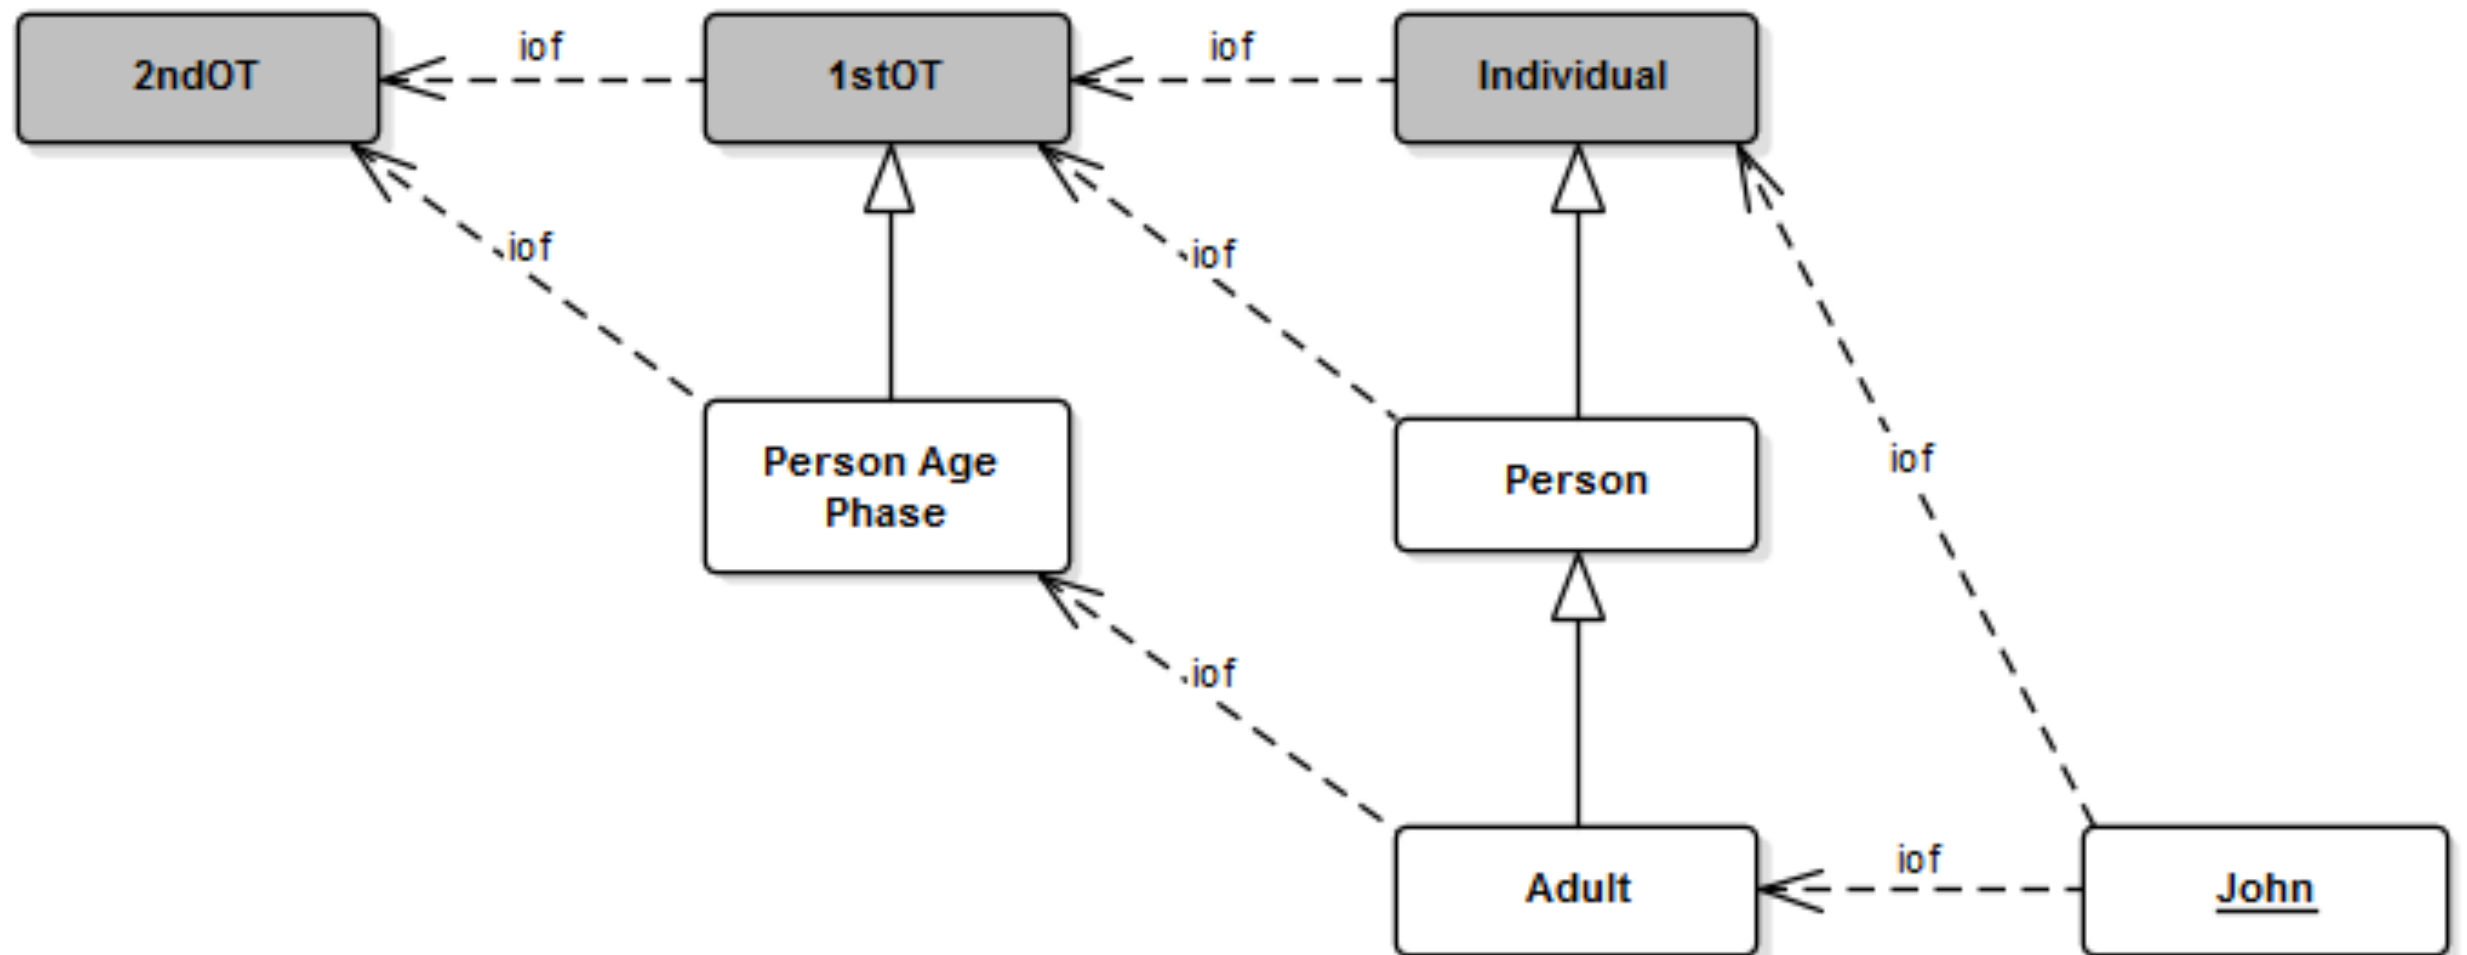 2ndOT
iof
1stOT
iof
Individual
iof
iof
Person Age
Phase
Person
iof
iof
Adult
iof
John